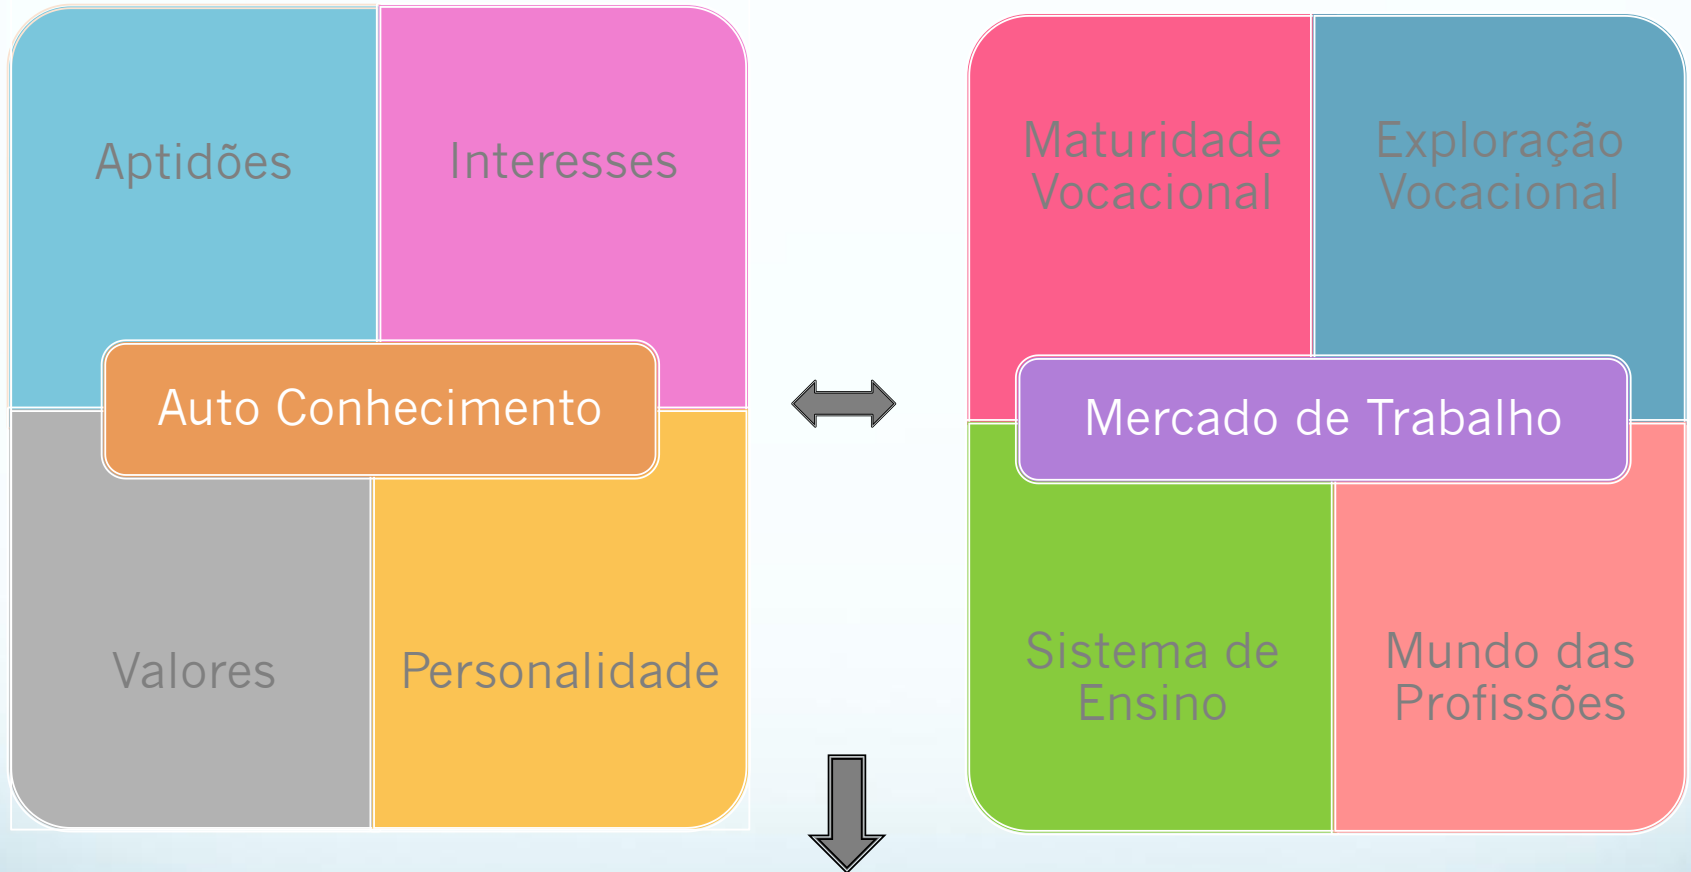 Aptidões
Interesses
Auto Conhecimento
Valores
Personalidade
Maturidade
Vocacional
Exploração
Vocacional
Mercado de Trabalho
Sistema de
Ensino
Mundo das
Profissões